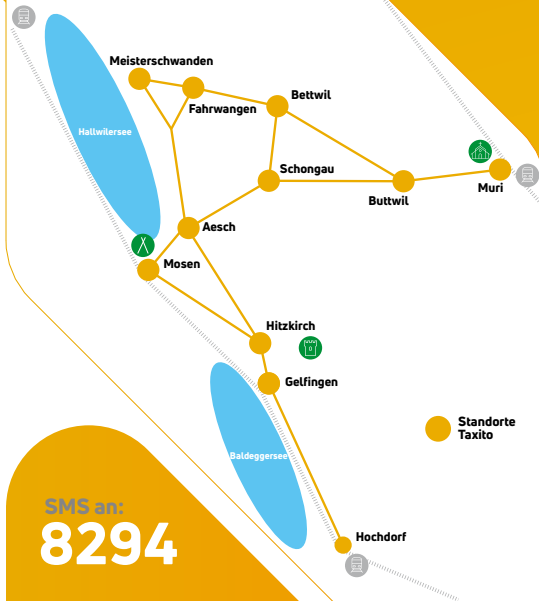 Meisterschwanden
Fahrwangen
Bettwil
Hallwilersee
Schongau
Buttwil
Muri
Aesch
Mosen
Hitzkirch
Gelfingen
Standorte
Taxito
Baldeggersee
SMS an:
8294
Hochdorf